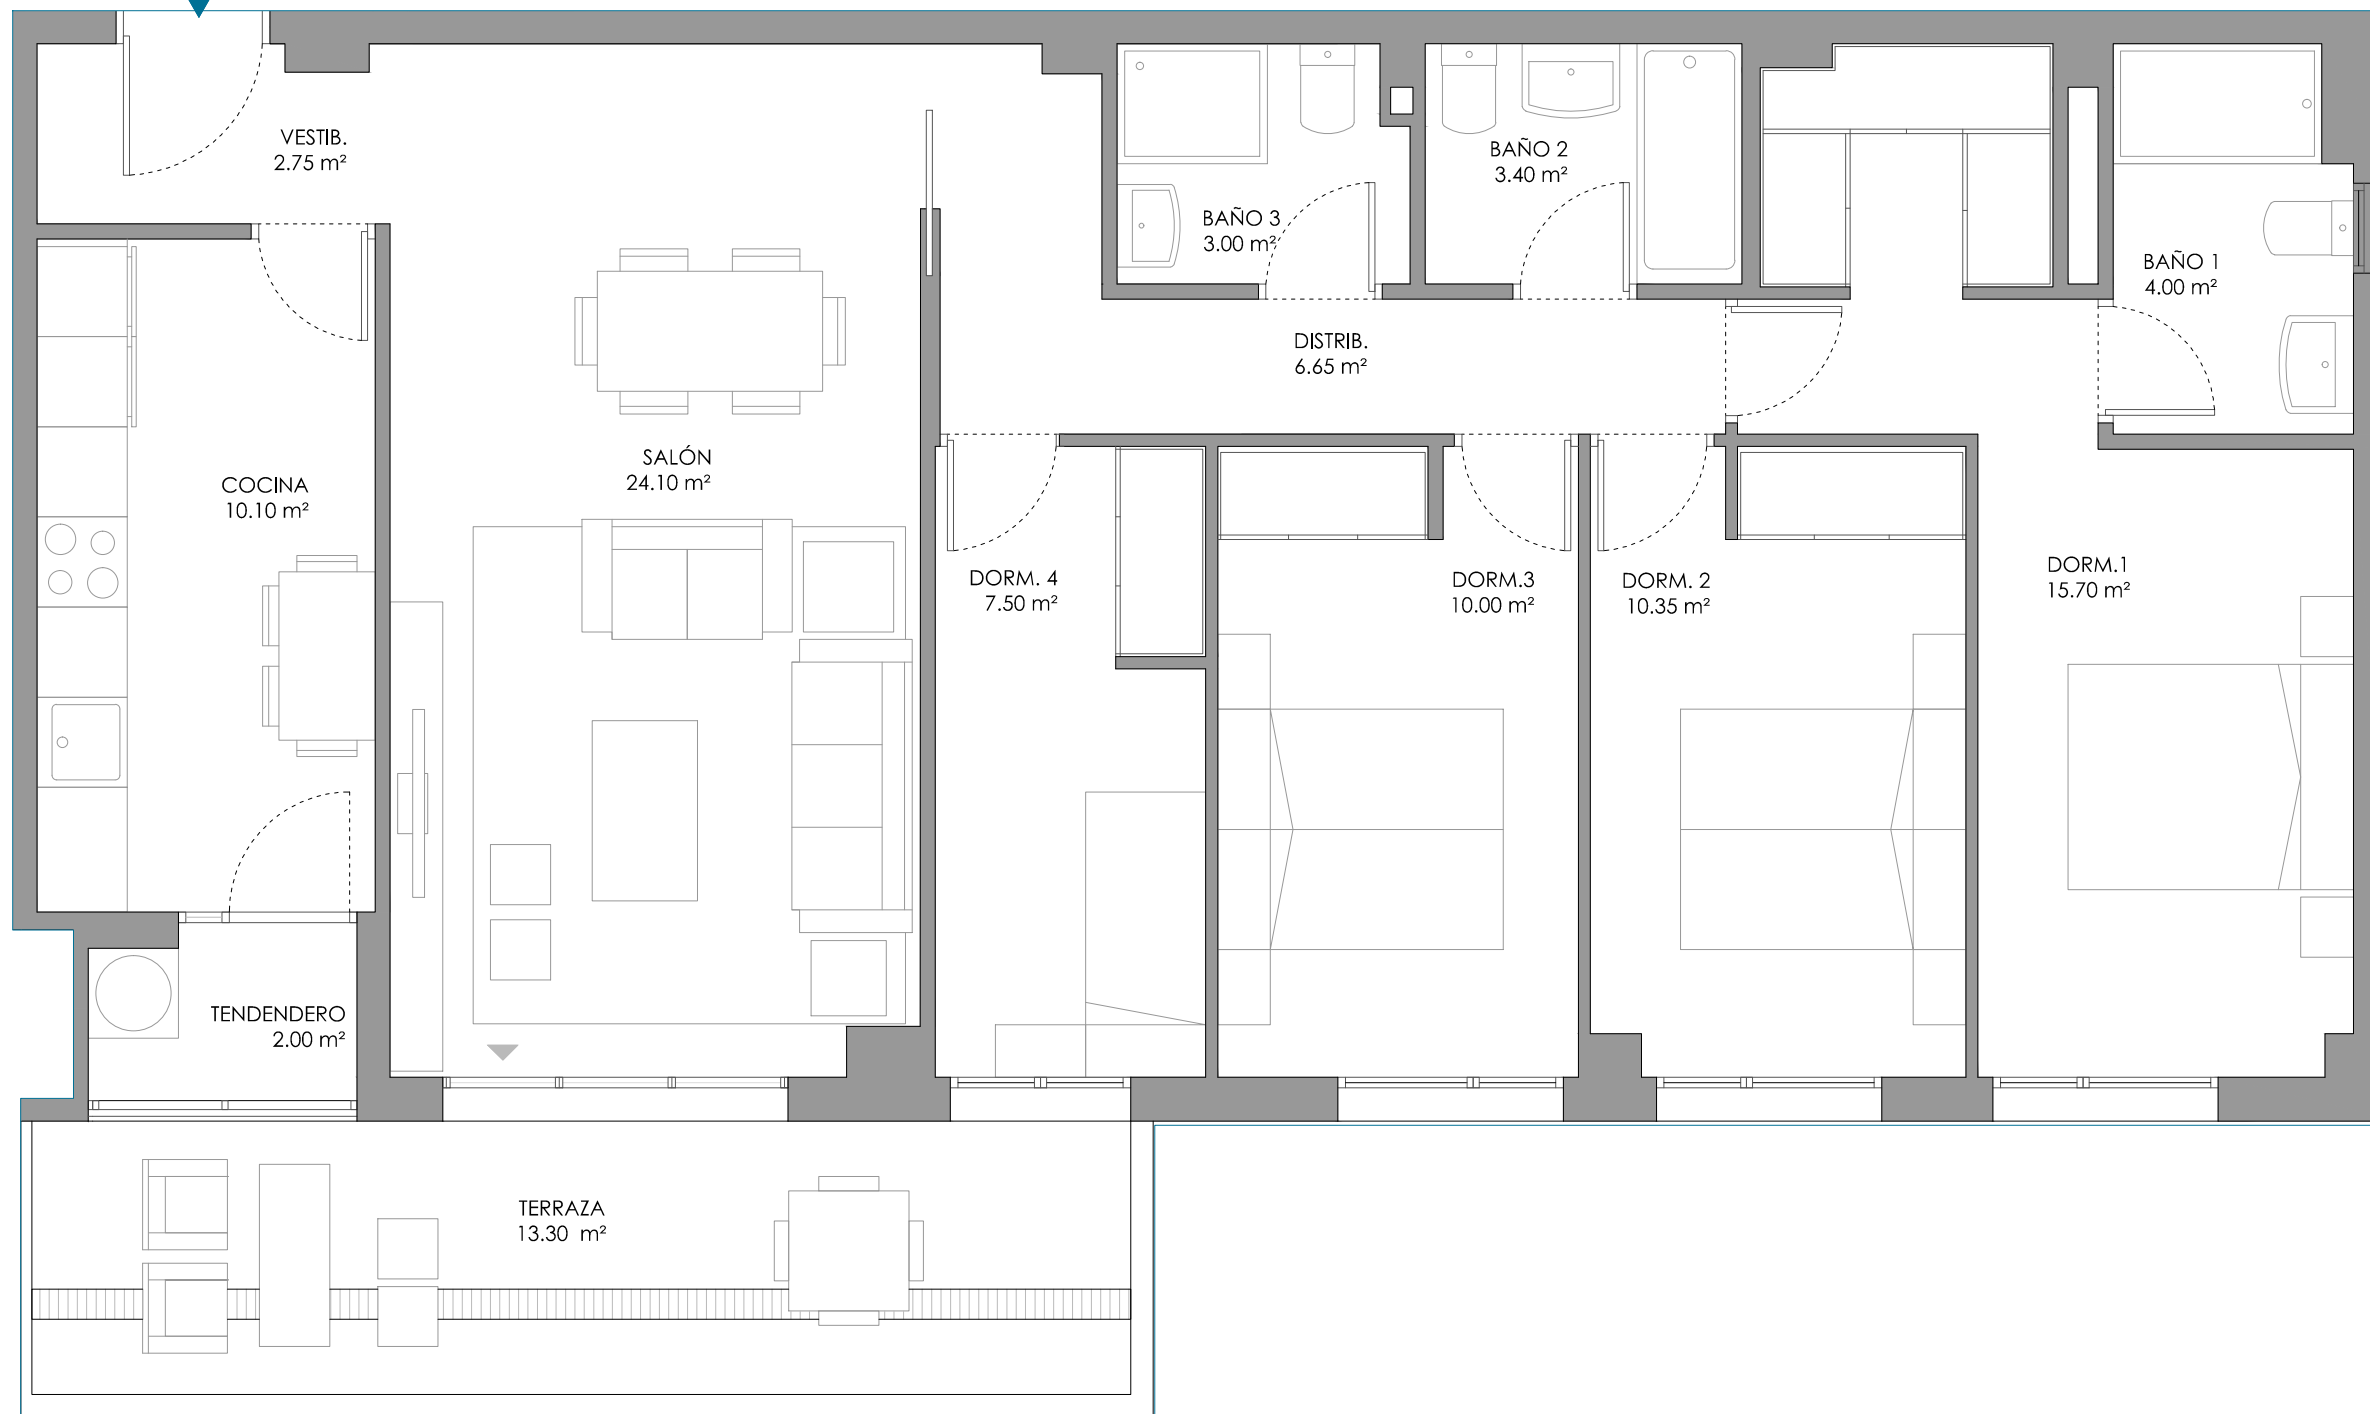 VESTIB.
2.75 m²
BAÑO 3
3.00 m²
BAÑO 2
3.40 m²
BAÑO 1
4.00 m²
DISTRIB.
6.65 m²
COCINA
10.10 m²
SALÓN
24.10 m²
DORM. 4
7.50 m²
DORM.3
10.00 m²
DORM. 2
10.35 m²
DORM.1
15.70 m²
TENDENDERO
2.00 m²
TERRAZA
13.30 m²